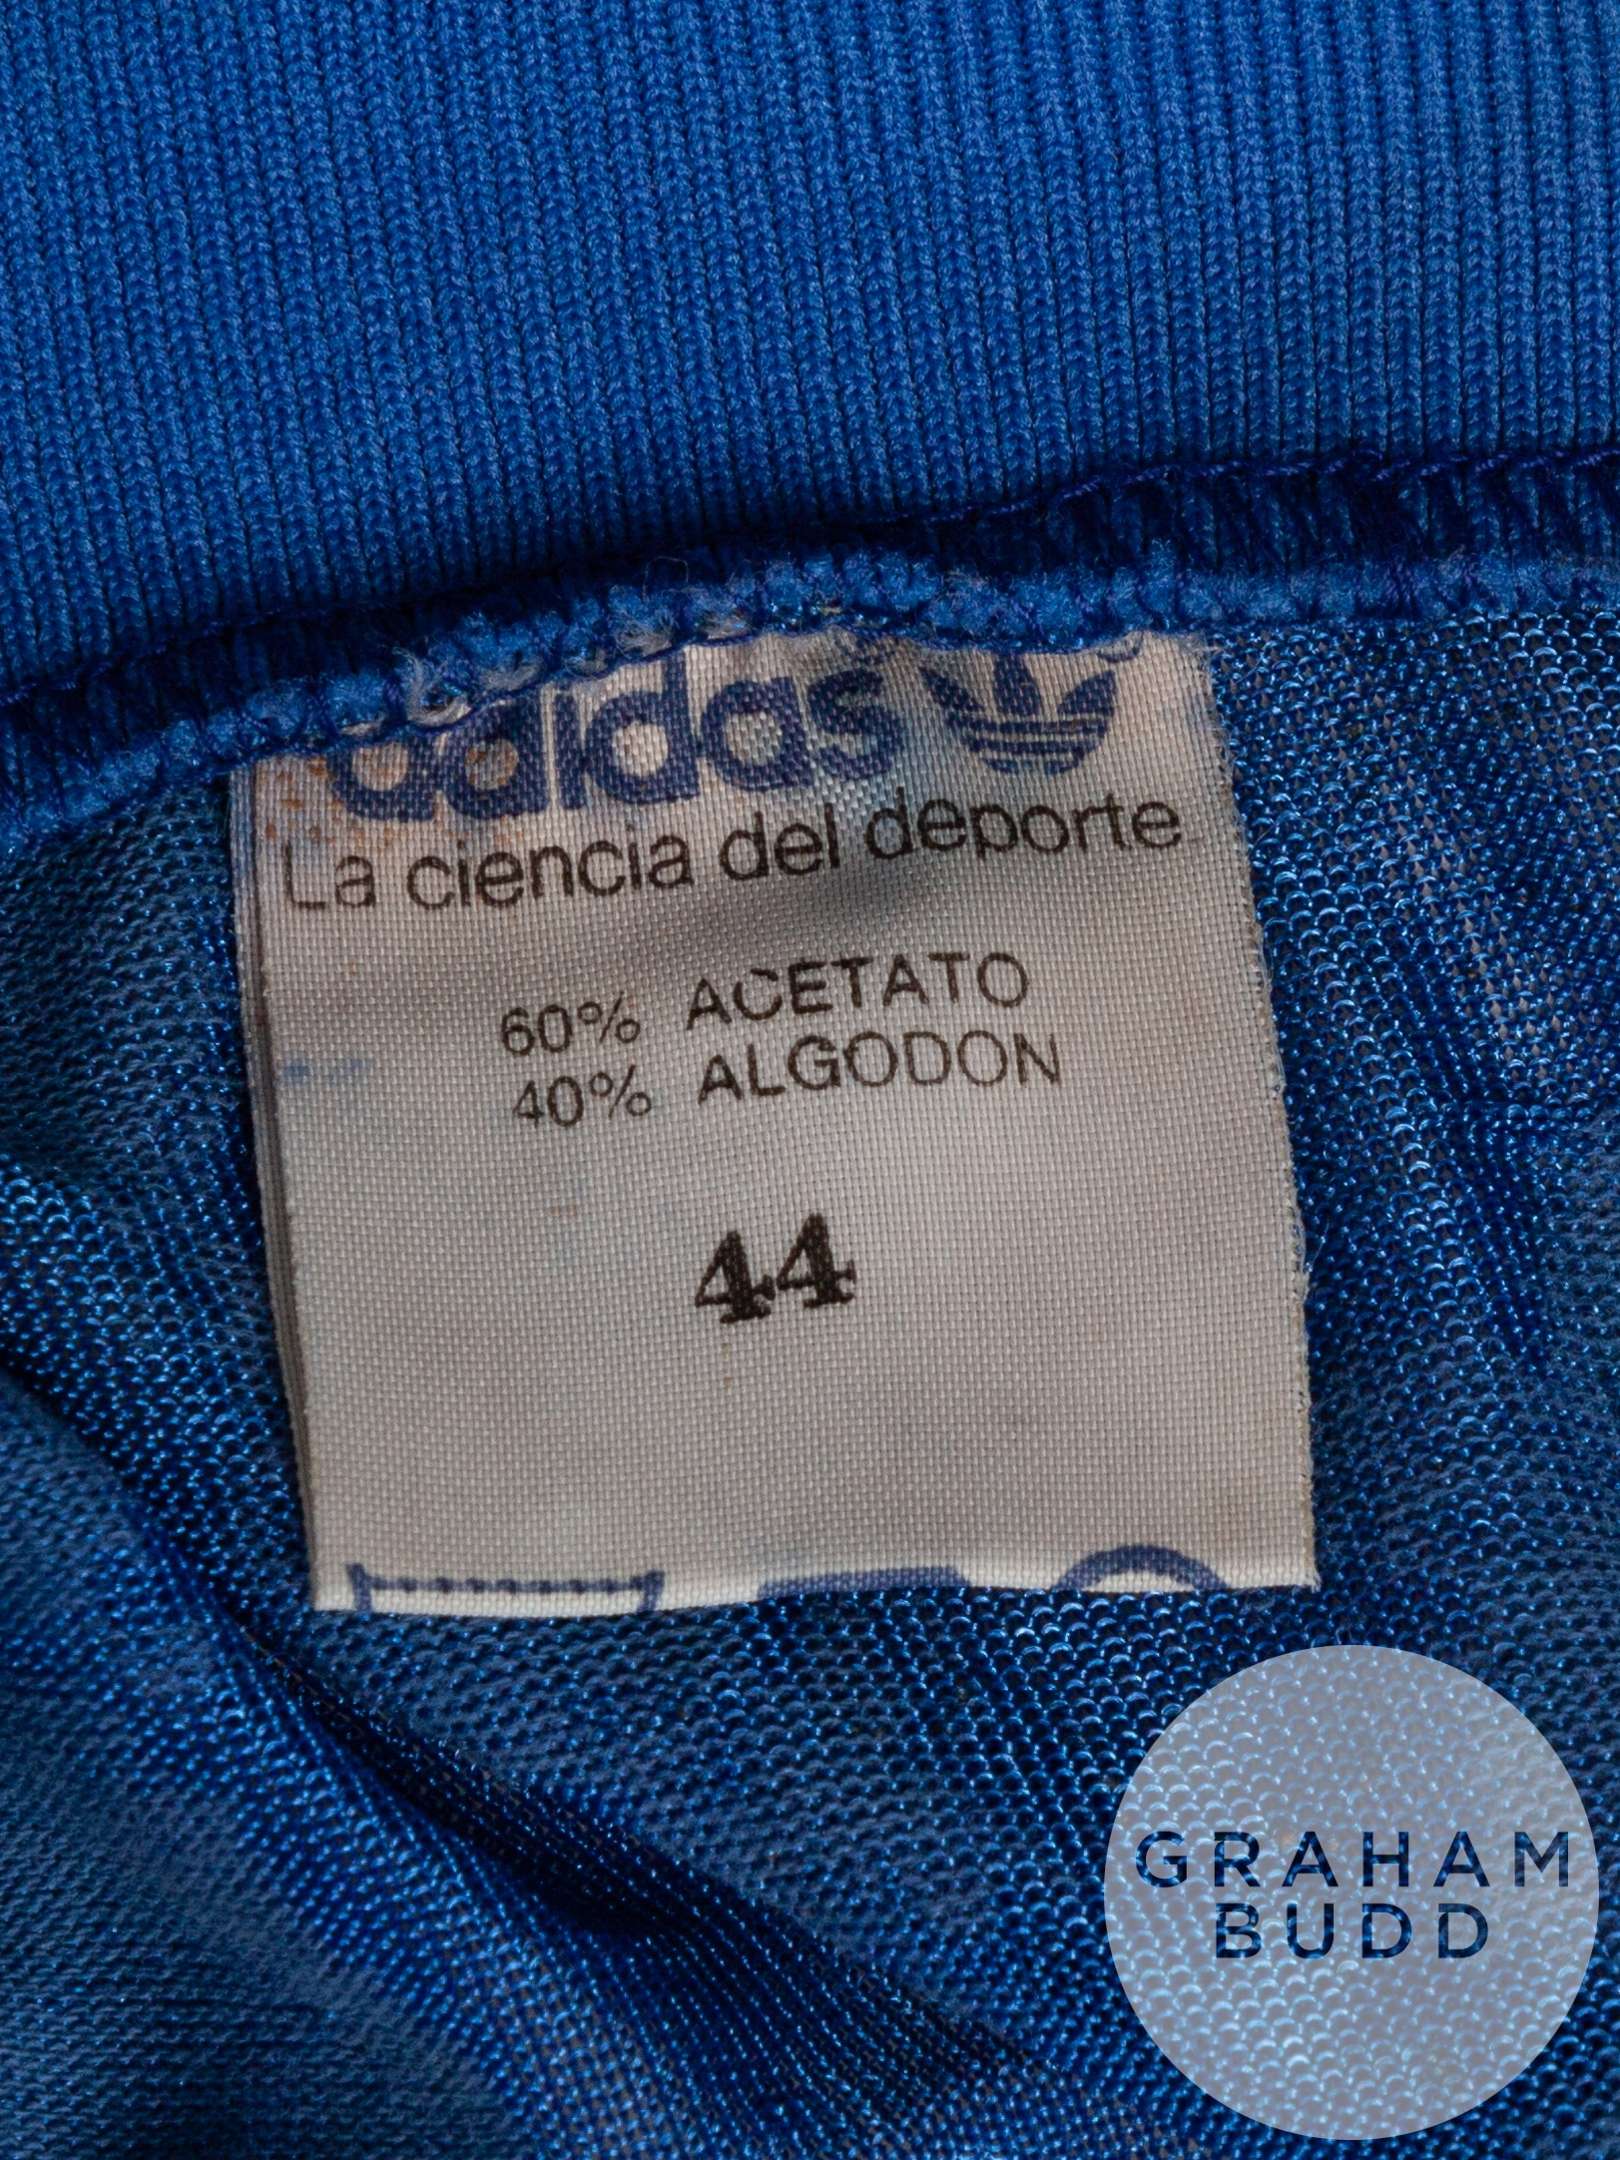 adidas
La ciencia del deporte
60% ACETATO
40% ALGODON
44
GRAHAM
BUDD